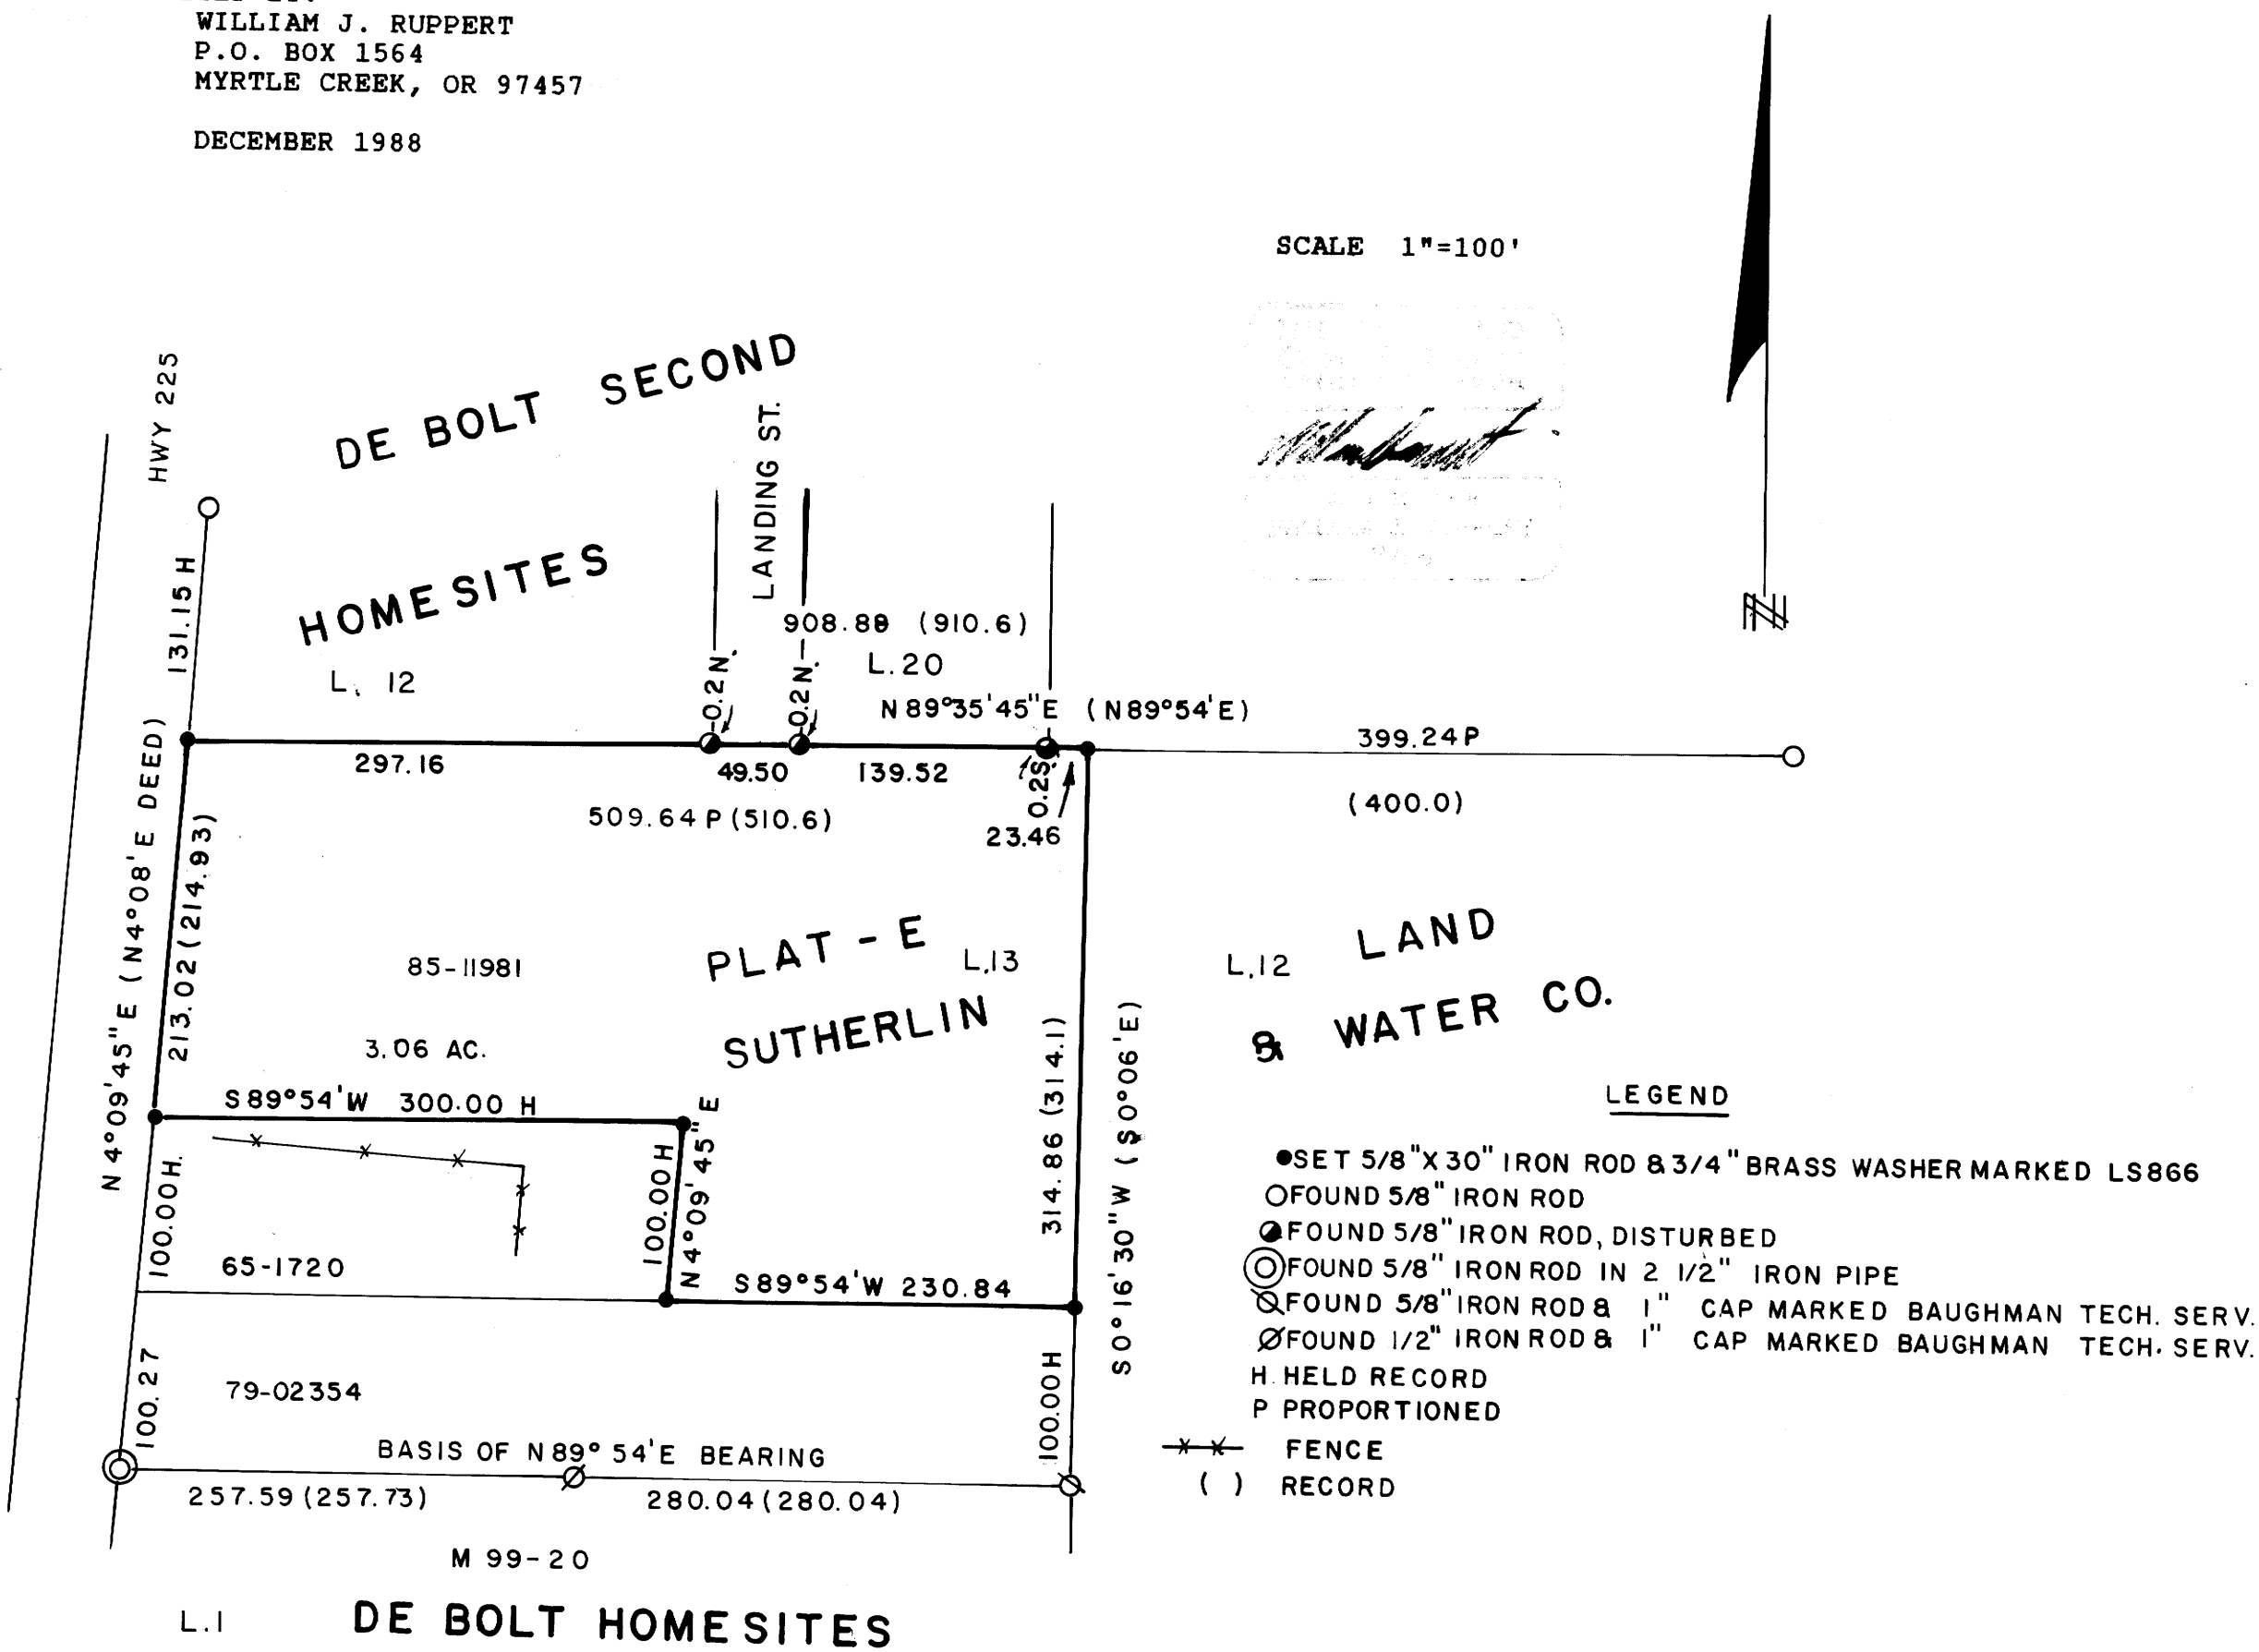 WILLIAM J. RUPPERT
P.O. BOX 1564
MYRTLE CREEK, OR 97457
DECEMBER 1988
SCALE 1"=100'
HWY 225
DE BOLT SECOND
HOMESITES
LANDING ST.
131.15 H
908.88 (910.6)
L. 12
L.20
0.2 N.
0.2 N.
N 89°35'45"E (N89°54'E)
399.24 P
297.16
49.50
139.52
0.2S.
(400.0)
509.64 P (510.6)
23.46
N 4°09'45"E (N4°08'E DEED)
213.02 (214.93)
85-11981
PLAT - E
L.13
L.12
LAND
3.06 AC.
SUTHERLIN
& WATER CO.
314.86 (314.1)
S0°16'30"W (S0°06'E)
S89°54'W 300.00 H
100.00 H.
100.00 H
N4°09'45"E
65-1720
S89°54'W 230.84
100.27
79-02354
100.00 H
BASIS OF N89°54'E BEARING
257.59 (257.73)
280.04 (280.04)
M 99-20
L.1
DE BOLT HOMESITES
LEGEND
SET 5/8"X 30" IRON ROD & 3/4" BRASS WASHER MARKED LS866
FOUND 5/8" IRON ROD
FOUND 5/8" IRON ROD, DISTURBED
FOUND 5/8" IRON ROD IN 2 1/2" IRON PIPE
FOUND 5/8" IRON ROD & 1" CAP MARKED BAUGHMAN TECH. SERV.
FOUND 1/2" IRON ROD & 1" CAP MARKED BAUGHMAN TECH. SERV.
H HELD RECORD
P PROPORTIONED
FENCE
( ) RECORD
N